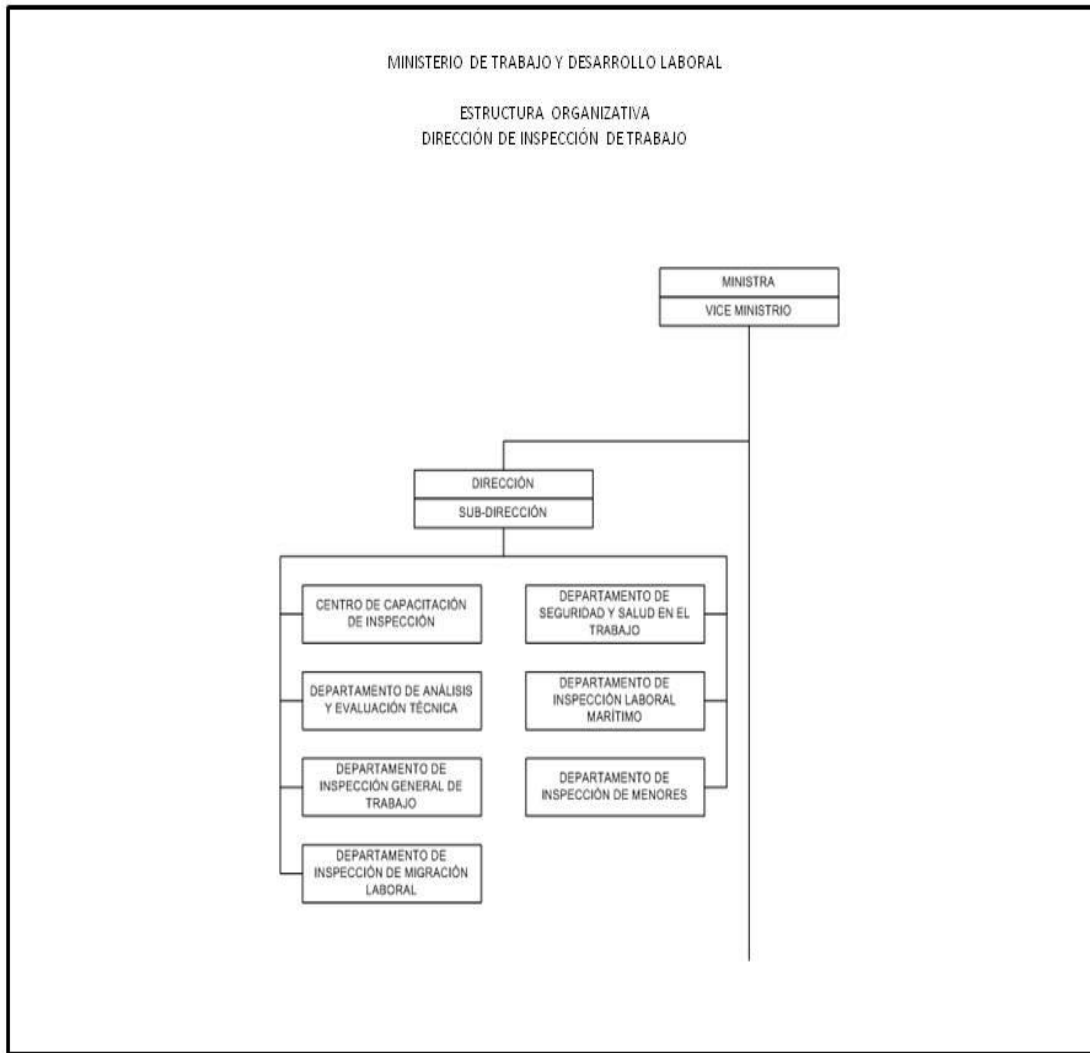 MINISTERIO DE TRABAJO Y DESARROLLO LABORAL
ESTRUCTURA ORGANIZATIVA
DIRECCIÓN DE INSPECCIÓN DE TRABAJO
MINISTRA
VICE MINISTRIO
DIRECCIÓN
SUB-DIRECCIÓN
CENTRO DE CAPACITACIÓN
DE INSPECCIÓN
DEPARTAMENTO DE ANÁLISIS
Y EVALUACIÓN TÉCNICA
DEPARTAMENTO DE
INSPECCIÓN GENERAL DE
TRABAJO
DEPARTAMENTO DE
INSPECCIÓN DE MIGRACIÓN
LABORAL
DEPARTAMENTO DE
SEGURIDAD Y SALUD EN EL
TRABAJO
DEPARTAMENTO DE
INSPECCIÓN LABORAL
MARÍTIMO
DEPARTAMENTO DE
INSPECCIÓN DE MENORES